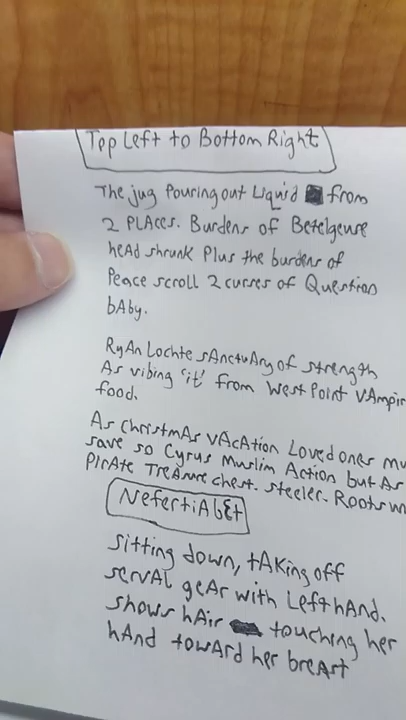 Top Left to Bottom Right
The jug pouring out Liquid from
2 PLAces. Burdens of Betelgeuse
head shrunk Plus the burdens of
Peace scroll 2 curses of Question
bAby.
RyAn Lochte sAnctuAry of strength
As vibing 'it' from West Point VAmpir
food.
As christmAs vAcAtion Loved ones mu
save so Cyrus Muslim Action but As
PirAte TreAsure chest. steeler. Roots
NefertiAbEt
sitting down, tAking off
servAl geAr with Left hAnd.
shows hAir touching her
hAnd towArd her breAst